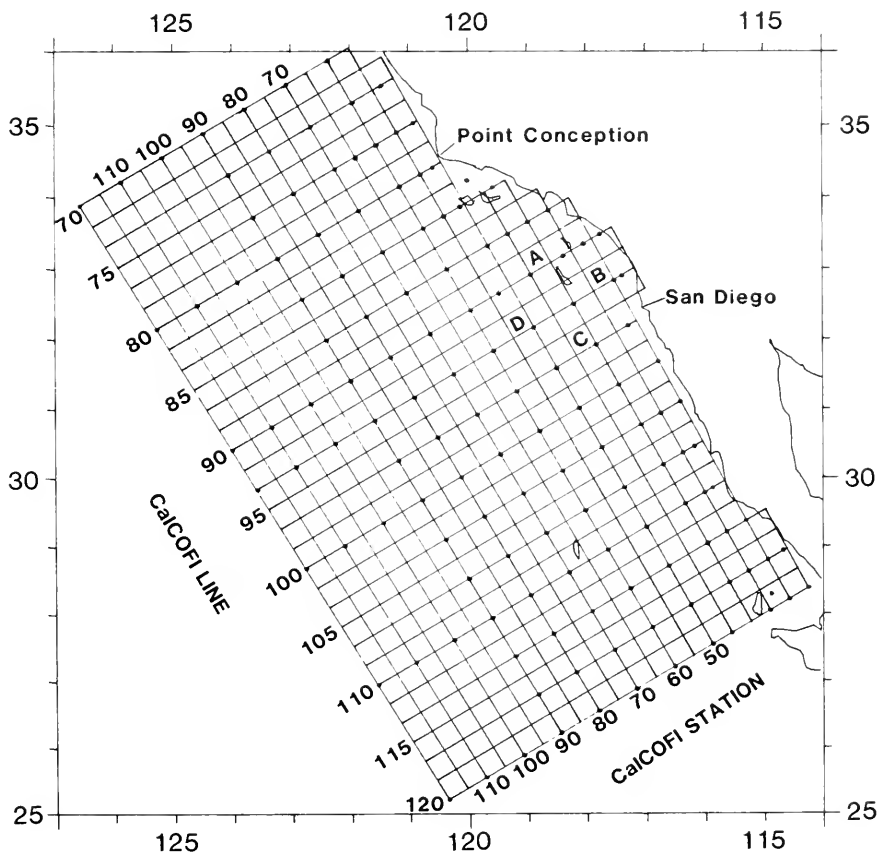 125 120 115
70 80 90 100 110
35 35
Point Conception
70
75
A
B
San Diego
80
D
C
85
90
30 30
95
CalCOFI LINE
100
105
110
50
60
70
80
90
100
110
115
CalCOFI STATION
120
25 25
125 120 115